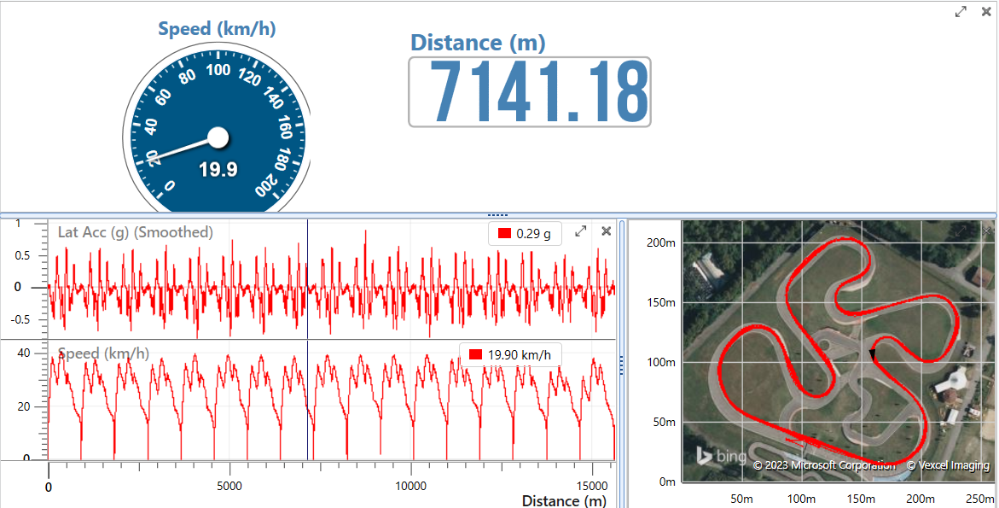 Speed (km/h)
0 20 40 60 80 100 120 140 160 180 200
19.9
Distance (m)
7141.18
Lat Acc (g) (Smoothed)
0.29 g
1
0.5
0
-0.5
Speed (km/h)
19.90 km/h
40
20
0
0 5000 10000 15000
Distance (m)
200m
150m
100m
50m
0m
bing
© 2023 Microsoft Corporation © Vexcel Imaging
50m 100m 150m 200m 250m